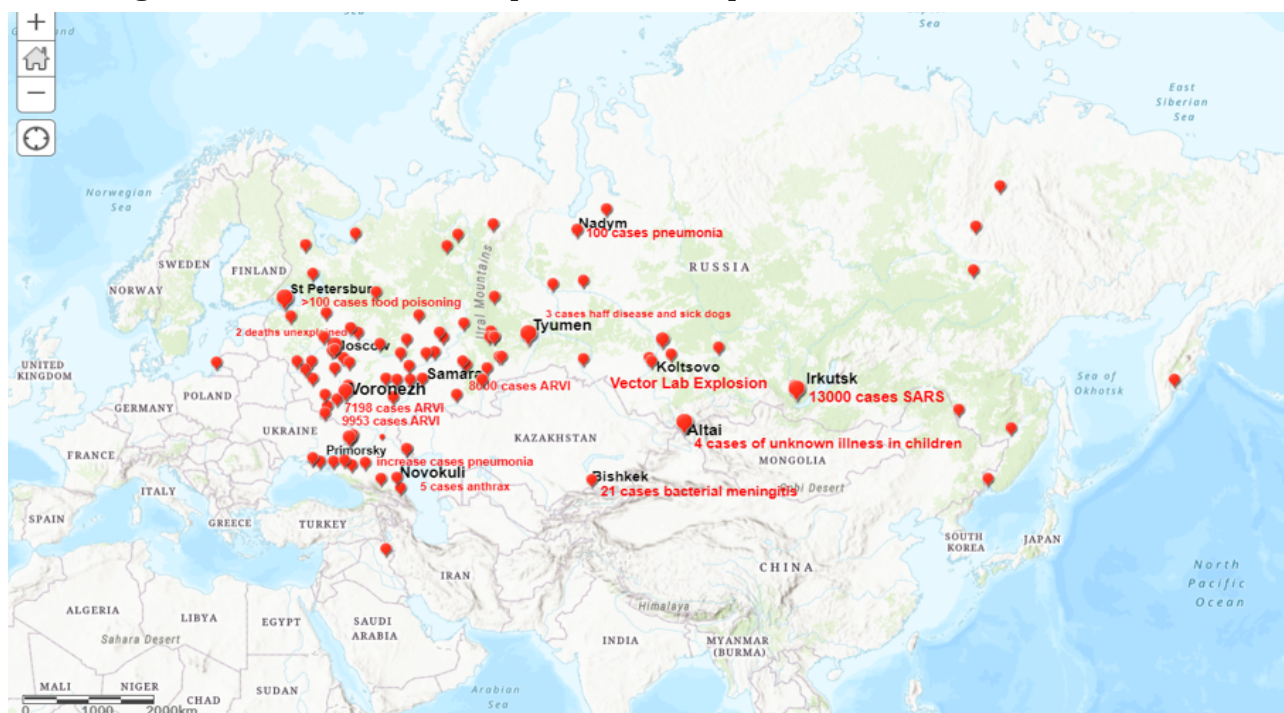 Sea
East
Siberian
Sea
Norwegian
Sea
Nadym
100 cases pneumonia
SWEDEN
FINLAND
Ural Mountains
RUSSIA
NORWAY
St Petersbur
>100 cases food poisoning
3 cases haff disease and sick dogs
2 deaths unexplained
Tyumen
Moscow
UNITED
KINGDOM
Samara
Koltsovo
Sea of
Okhotsk
POLAND
Voronezh
8000 cases ARVI
Vector Lab Explosion
Irkutsk
13000 cases SARS
GERMANY
7198 cases ARVI
9953 cases ARVI
UKRAINE
Altai
4 cases of unknown illness in children
KAZAKHSTAN
FRANCE
Primorsky
increase cases pneumonia
MONGOLIA
Novokuli
5 cases anthrax
Bishkek
21 cases bacterial meningitis
Desert
ITALY
SPAIN
GREECE
TURKEY
SOUTH
KOREA
JAPAN
CHINA
North
Pacific
Ocean
IRAN
Himalaya
ALGERIA
LIBYA
EGYPT
SAUDI
ARABIA
Sahara Desert
INDIA
MYANMAR
(BURMA)
MALI
NIGER
CHAD
SUDAN
Arabian
Sea
0 1000 2000km